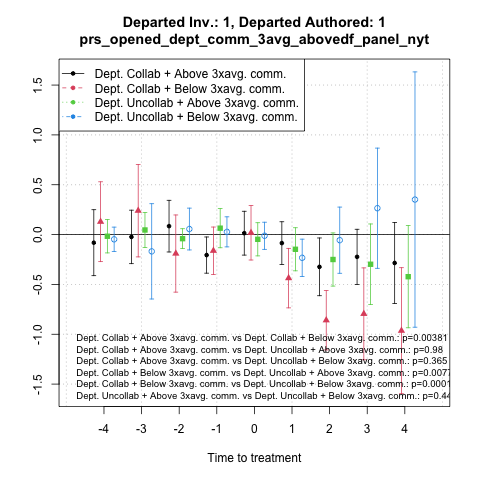 Departed Inv.: 1, Departed Authored: 1
prs_opened_dept_comm_3avg_abovedf_panel_nyt
Dept. Collab + Above 3xavg. comm.
Dept. Collab + Below 3xavg. comm.
Dept. Uncollab + Above 3xavg. comm.
Dept. Uncollab + Below 3xavg. comm.
1.5
1.0
0.5
0.0
-0.5
-1.0
-1.5
Dept. Collab + Above 3xavg. comm. vs Dept. Collab + Below 3xavg. comm.: p=0.00381
Dept. Collab + Above 3xavg. comm. vs Dept. Uncollab + Above 3xavg. comm.: p=0.98
Dept. Collab + Above 3xavg. comm. vs Dept. Uncollab + Below 3xavg. comm.: p=0.365
Dept. Collab + Below 3xavg. comm. vs Dept. Uncollab + Above 3xavg. comm.: p=0.0077
Dept. Collab + Below 3xavg. comm. vs Dept. Uncollab + Below 3xavg. comm.: p=0.0001
Dept. Uncollab + Above 3xavg. comm. vs Dept. Uncollab + Below 3xavg. comm.: p=0.44
-4 -3 -2 -1 0 1 2 3 4
Time to treatment